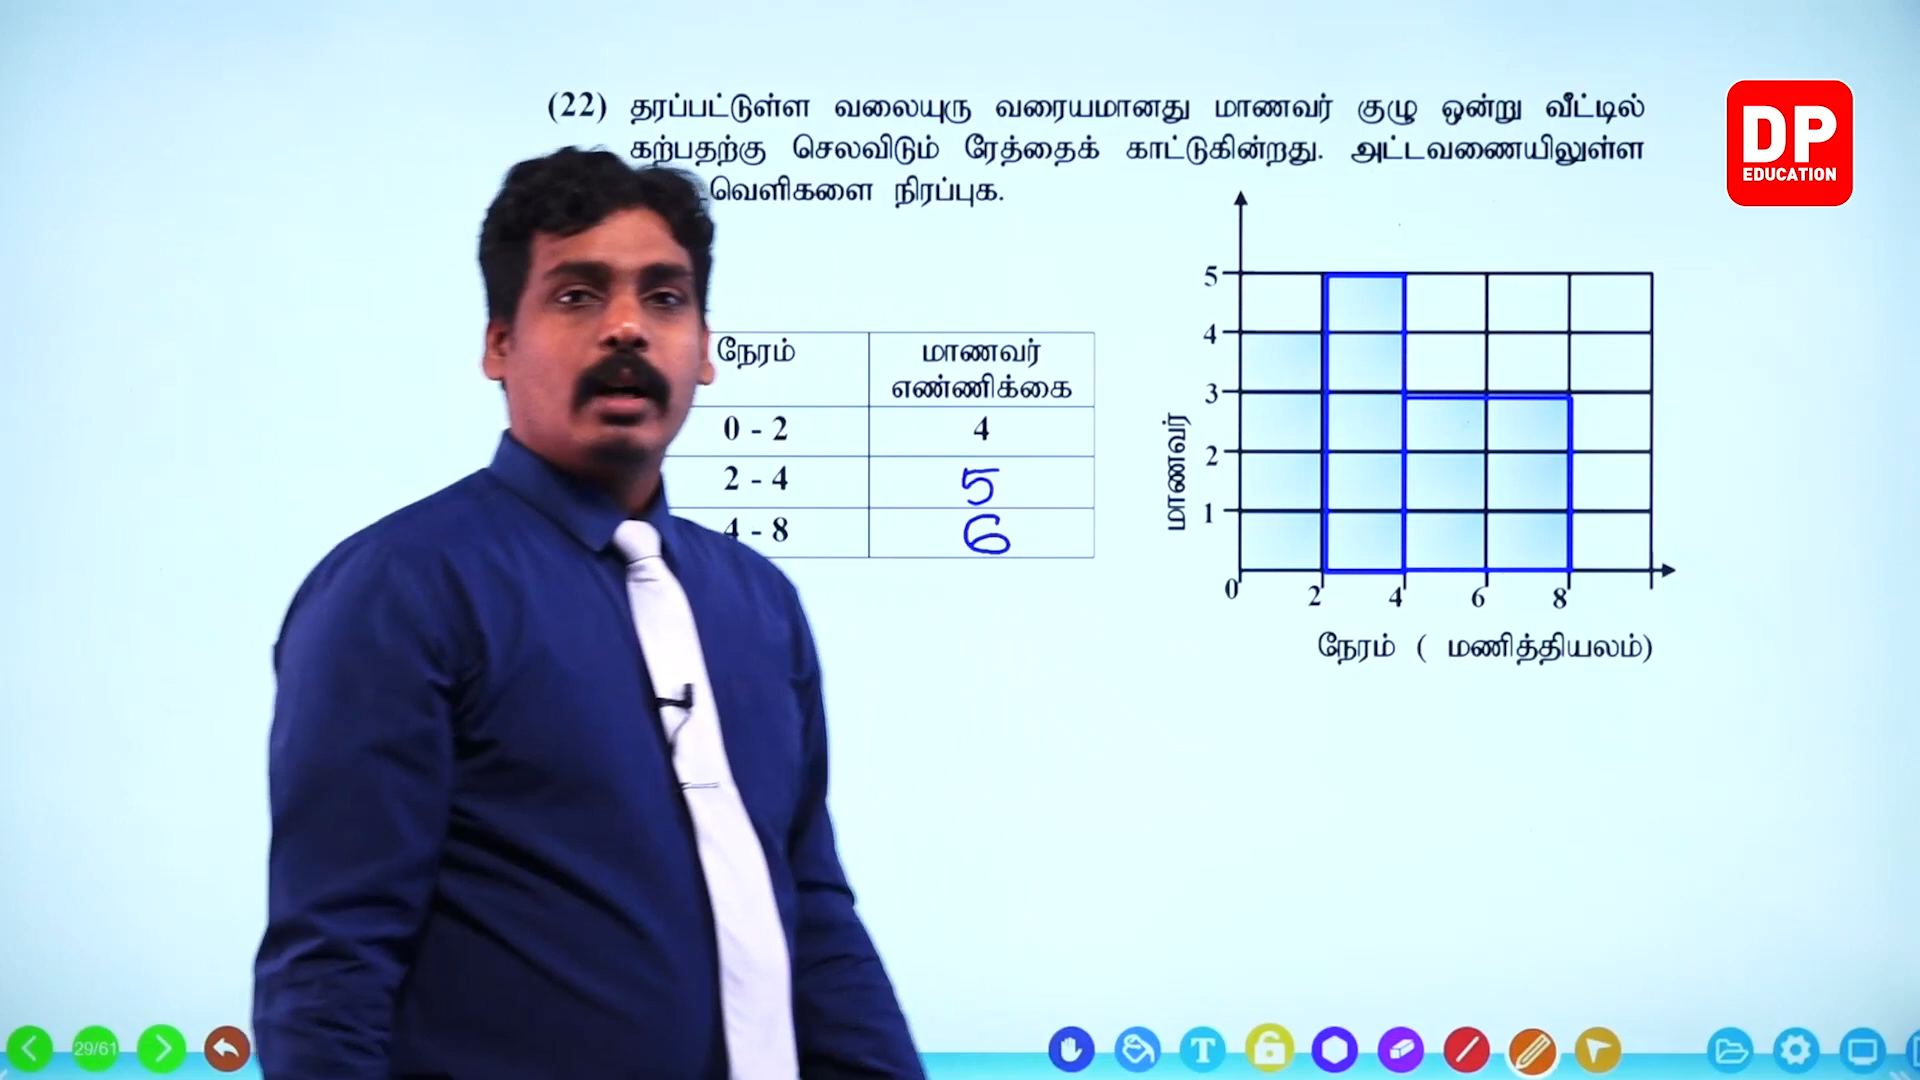 (22) தரப்பட்டுள்ள வலையுரு வரையமானது மாணவர் குழு ஒன்று வீட்டில்
கற்பதற்கு செலவிடும் ரேத்தைக் காட்டுகின்றது. அட்டவணையிலுள்ள
வெளிகளை நிரப்புக.
DP
EDUCATION
நேரம் மாணவர்
எண்ணிக்கை
0 - 2 4
2 - 4 5
4 - 8 6
5
4
3
2
1
0 2 4 6 8
மாணவர்
நேரம் ( மணித்தியலம்)
29/61
T